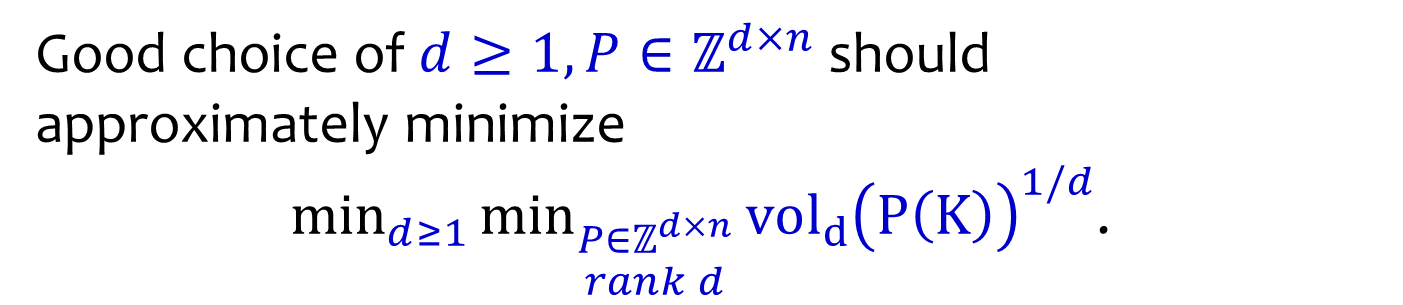 Good choice of d ≥ 1, P ∈ ℤ^{d×n} should
approximately minimize
min_{d≥1} min_{P∈ℤ^{d×n}} vol_d(P(K))^{1/d}.
rank d